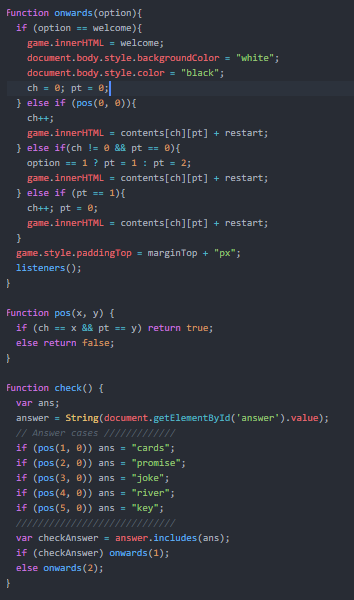 function onwards(option){
if (option == welcome){
game.innerHTML = welcome;
document.body.style.backgroundColor = "white";
document.body.style.color = "black";
ch = 0; pt = 0;
} else if (pos(0, 0)){
ch++;
game.innerHTML = contents[ch][pt] + restart;
} else if(ch != 0 && pt == 0){
option == 1 ? pt = 1 : pt = 2;
game.innerHTML = contents[ch][pt] + restart;
} else if (pt == 1){
ch++; pt = 0;
game.innerHTML = contents[ch][pt] + restart;
}
game.style.paddingTop = marginTop + "px";
listeners();
}
function pos(x, y) {
if (ch == x && pt == y) return true;
else return false;
}
function check() {
var ans;
answer = String(document.getElementById('answer').value);
// Answer cases /////////////
if (pos(1, 0)) ans = "cards";
if (pos(2, 0)) ans = "promise";
if (pos(3, 0)) ans = "joke";
if (pos(4, 0)) ans = "river";
if (pos(5, 0)) ans = "key";
/////////////////////////////
var checkAnswer = answer.includes(ans);
if (checkAnswer) onwards(1);
else onwards(2);
}